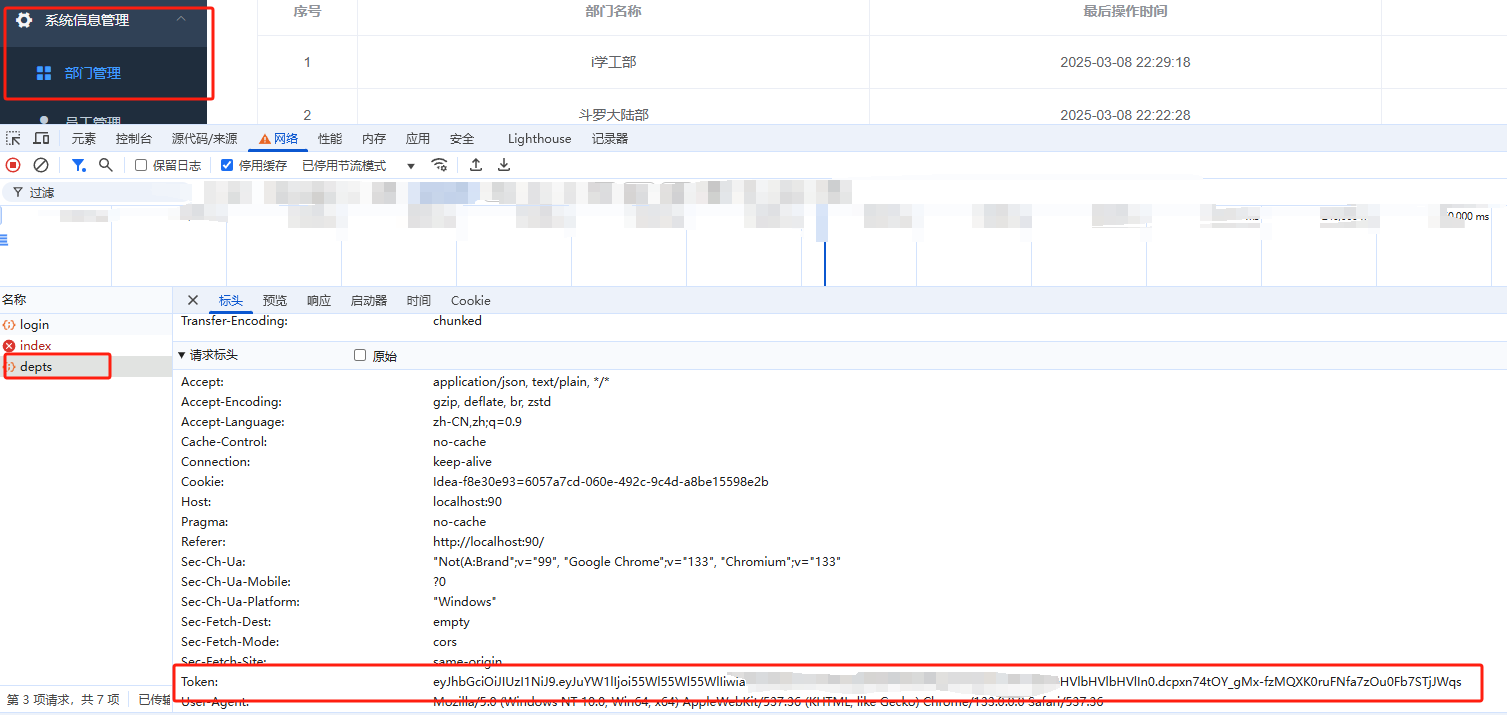 系统信息管理
部门管理
员工管理
序号 部门名称 最后操作时间
1 i学工部 2025-03-08 22:29:18
2 斗罗大陆部 2025-03-08 22:22:28
元素 控制台 源代码/来源 网络 性能 内存 应用 安全 Lighthouse 记录器
保留日志 停用缓存 已停用节流模式
过滤
0,000 ms
名称
login
index
depts
第 3 项请求，共 7 项 已传输
标头 预览 响应 启动器 时间 Cookie
Transfer-Encoding: chunked
请求标头 原始
Accept: application/json, text/plain, */*
Accept-Encoding: gzip, deflate, br, zstd
Accept-Language: zh-CN,zh;q=0.9
Cache-Control: no-cache
Connection: keep-alive
Cookie: Idea-f8e30e93=6057a7cd-060e-492c-9c4d-a8be15598e2b
Host: localhost:90
Pragma: no-cache
Referer: http://localhost:90/
Sec-Ch-Ua: "Not(A:Brand";v="99", "Google Chrome";v="133", "Chromium";v="133"
Sec-Ch-Ua-Mobile: ?0
Sec-Ch-Ua-Platform: "Windows"
Sec-Fetch-Dest: empty
Sec-Fetch-Mode: cors
Sec-Fetch-Site: same-origin
Token: eyJhbGciOiJIUzI1NiJ9.eyJuYW1lIjoi55Wl55Wl55WlIiwia HVlbHVlbHVlIn0.dcpxn74tOY_gMx-fzMQXK0ruFNfa7zOu0Fb7STjJWqs
User-Agent: Mozilla/5.0 (Windows NT 10.0; Win64; x64) AppleWebKit/537.36 (KHTML, like Gecko) Chrome/133.0.0.0 Safari/537.36